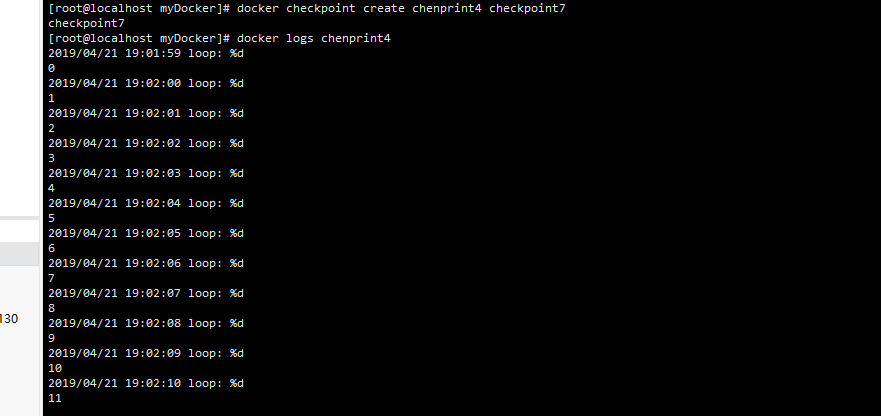 [root@localhost myDocker]# docker checkpoint create chenprint4 checkpoint7
checkpoint7
[root@localhost myDocker]# docker logs chenprint4
2019/04/21 19:01:59 loop: %d
0
2019/04/21 19:02:00 loop: %d
1
2019/04/21 19:02:01 loop: %d
2
2019/04/21 19:02:02 loop: %d
3
2019/04/21 19:02:03 loop: %d
4
2019/04/21 19:02:04 loop: %d
5
2019/04/21 19:02:05 loop: %d
6
2019/04/21 19:02:06 loop: %d
7
2019/04/21 19:02:07 loop: %d
8
130
2019/04/21 19:02:08 loop: %d
9
2019/04/21 19:02:09 loop: %d
10
2019/04/21 19:02:10 loop: %d
11